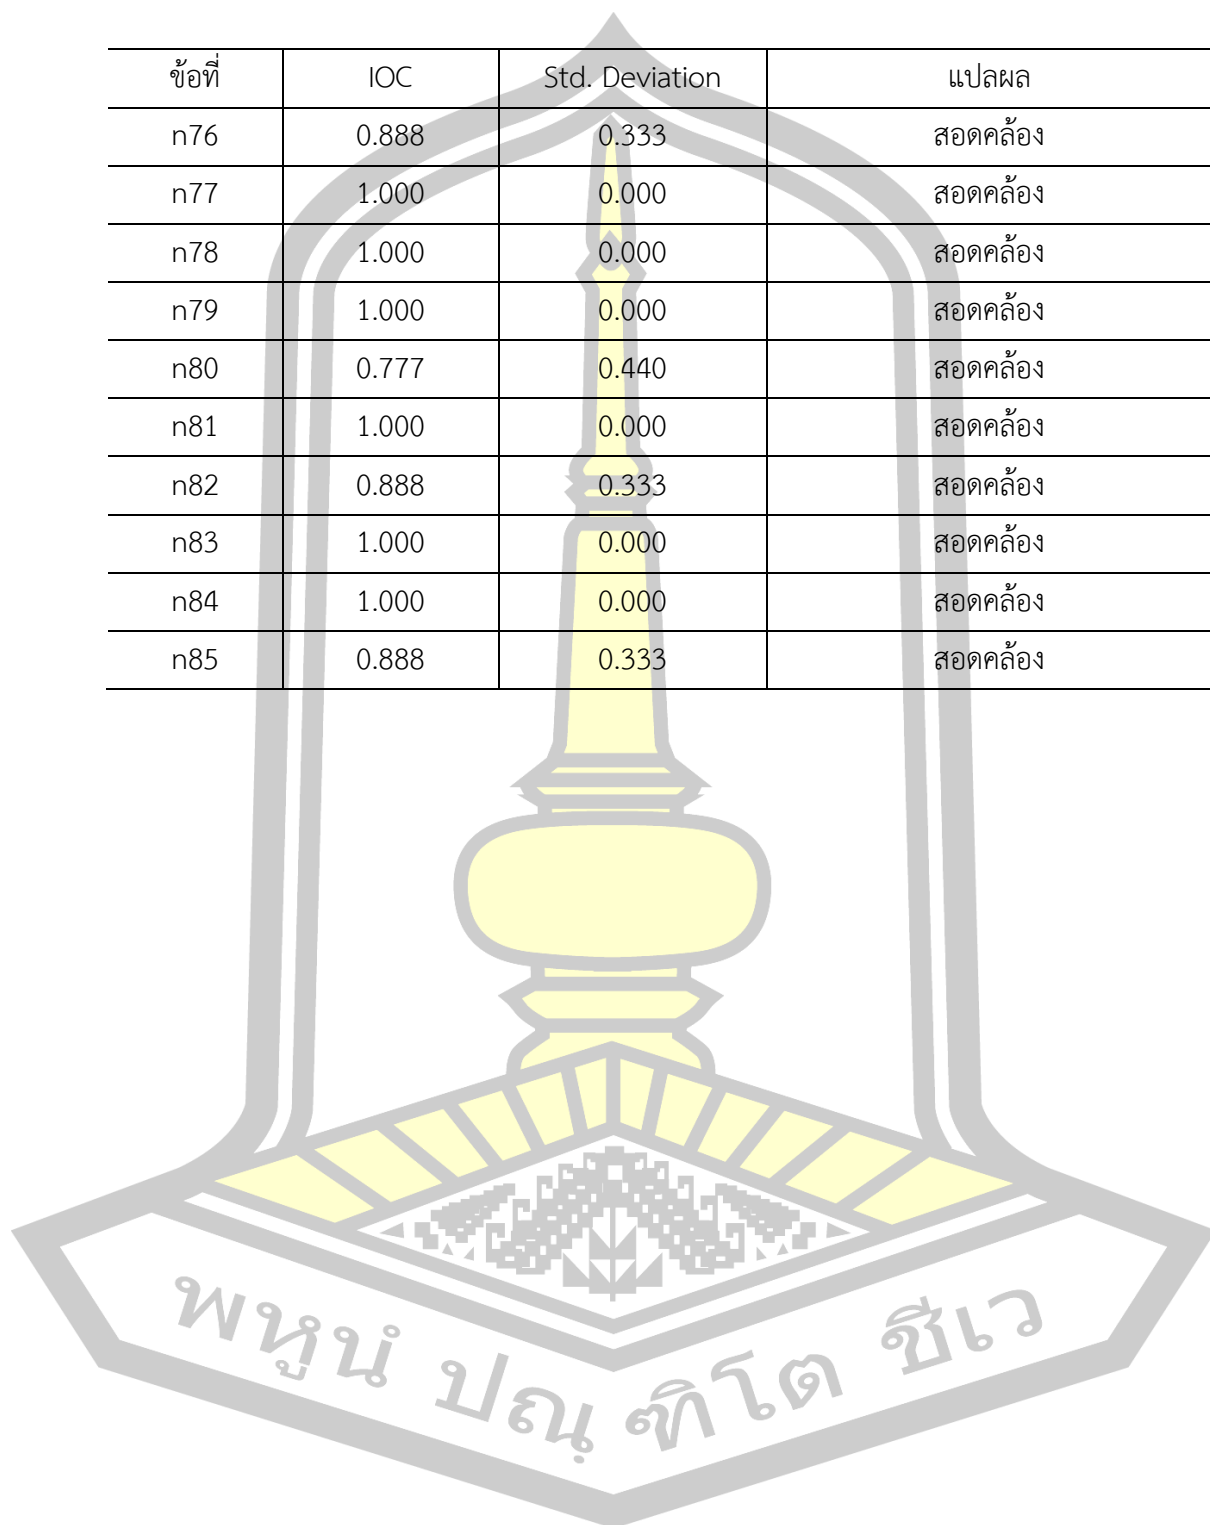 ข้อที่ IOC Std. Deviation แปลผล
n76 0.888 0.333 สอดคล้อง
n77 1.000 0.000 สอดคล้อง
n78 1.000 0.000 สอดคล้อง
n79 1.000 0.000 สอดคล้อง
n80 0.777 0.440 สอดคล้อง
n81 1.000 0.000 สอดคล้อง
n82 0.888 0.333 สอดคล้อง
n83 1.000 0.000 สอดคล้อง
n84 1.000 0.000 สอดคล้อง
n85 0.888 0.333 สอดคล้อง
พหูนํ ปณฺ ฑิโต ชีเว